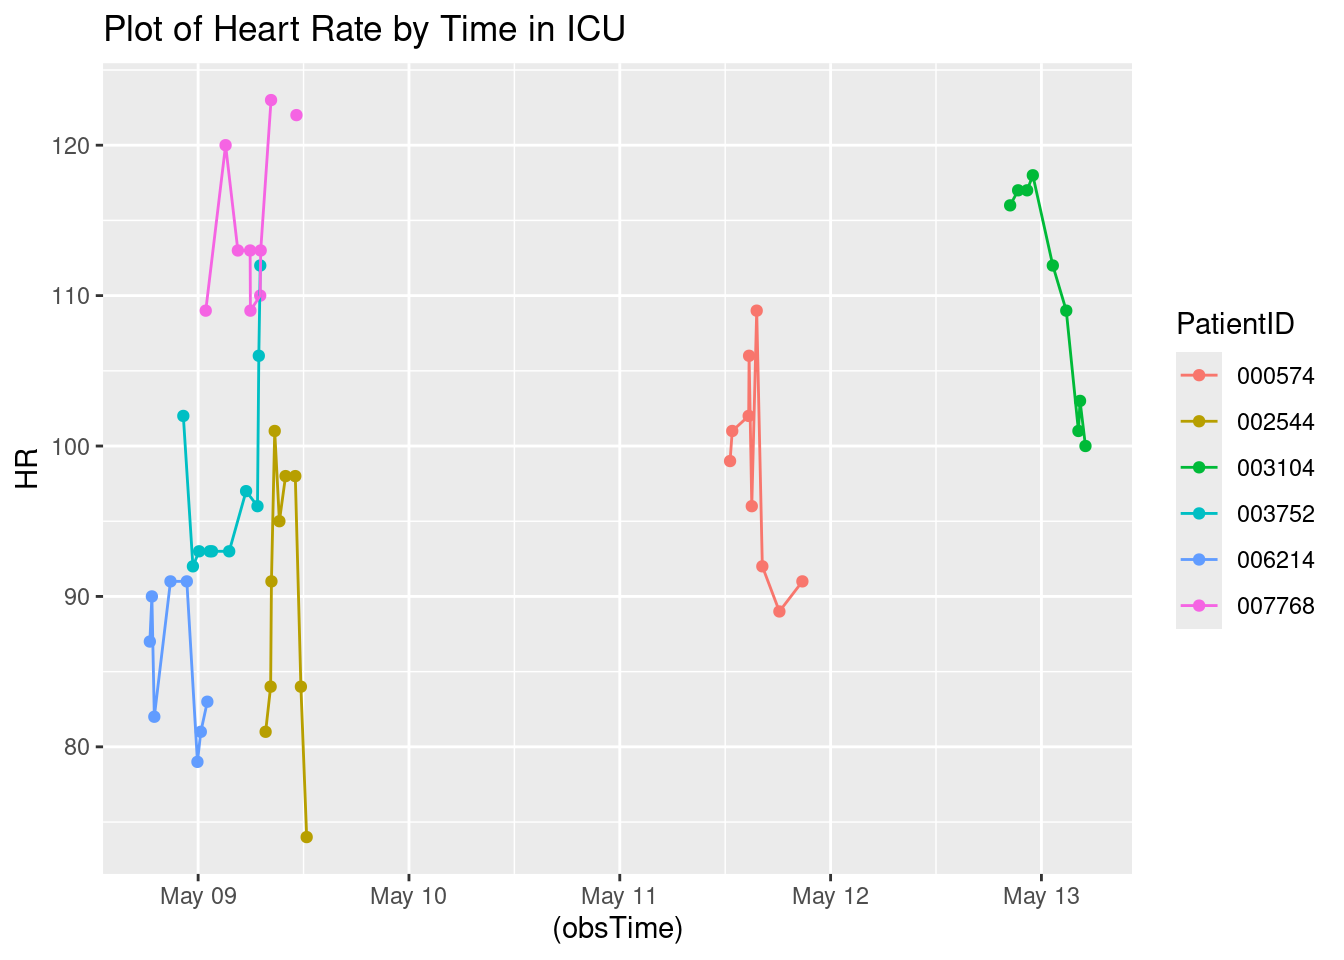 Plot of Heart Rate by Time in ICU
120
110
100
90
80
HR
May 09
May 10
May 11
May 12
May 13
(obsTime)
PatientID
000574
002544
003104
003752
006214
007768